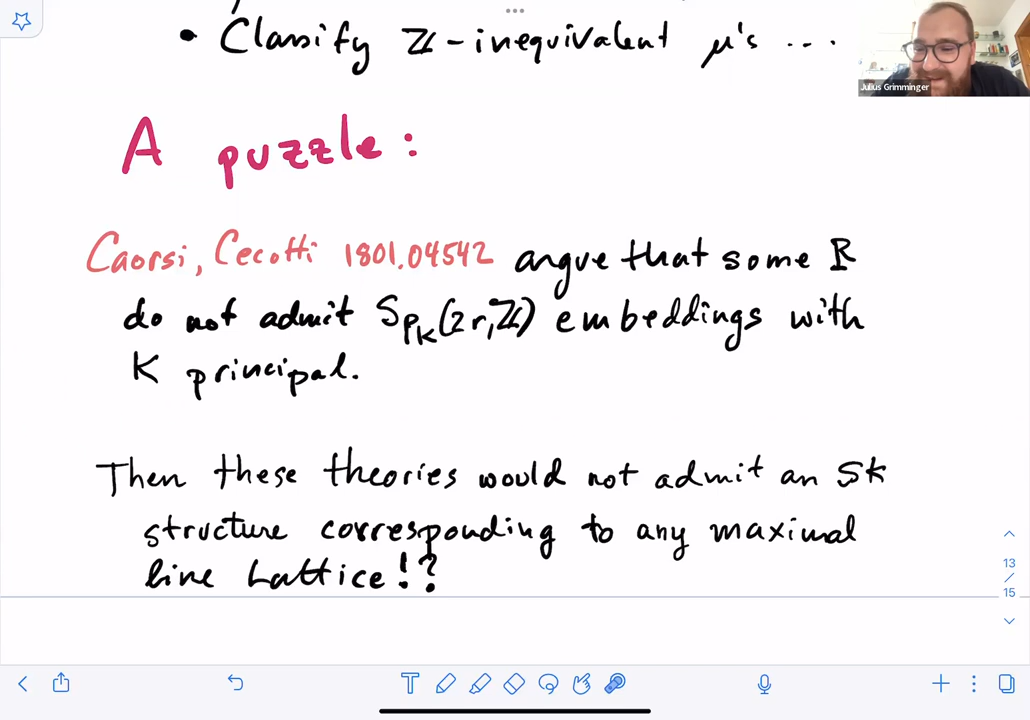 • Classify ℤ-inequivalent μ's ...
Julius Grimminger
A puzzle:
Caorsi, Cecotti 1801.04542 argue that some R
do not admit Sp_K(2r,ℤ) embeddings with
K principal.
Then these theories would not admit an SK
structure corresponding to any maximal
line Lattice!?
13
/
15